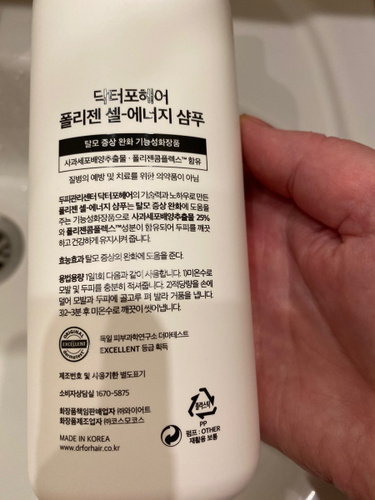 닥터포헤어
폴리젠 셀-에너지 샴푸
탈모 증상 완화 기능성화장품
사과세포배양추출물 · 폴리젠콤플렉스™ 함유
질병의 예방 및 치료를 위한 의약품이 아님
두피관리센터 닥터포헤어의 기술력과 노하우로 만든
폴리젠 셀-에너지 샴푸는 탈모 증상 완화에 도움을
주는 기능성화장품으로 사과세포배양추출물 25%
와 폴리젠콤플렉스™성분이 함유되어 두피를 깨끗
하고 건강하게 유지시켜 줍니다.
효능효과 탈모 증상의 완화에 도움을 준다.
용법용량 1일1회 다음과 같이 사용합니다. 1)미온수로
모발 및 두피를 충분히 적셔줍니다. 2)적당량을 손에
덜어 모발과 두피에 골고루 펴 발라 거품을 냅니다.
3)2~3분 후 미온수로 깨끗이 씻어냅니다.
ORIGINAL
EXCELLENT
dermatest
독일 피부과학연구소 더마테스트
EXCELLENT 등급 획득
제조번호 및 사용기한 별도표기
소비자상담실 1670-5875
화장품책임판매업자 ㈜와이어트
화장품제조업자 ㈜코스모코스
MADE IN KOREA
www.drforhair.co.kr
플라스틱
PP
펌프 : OTHER
재활용 보통